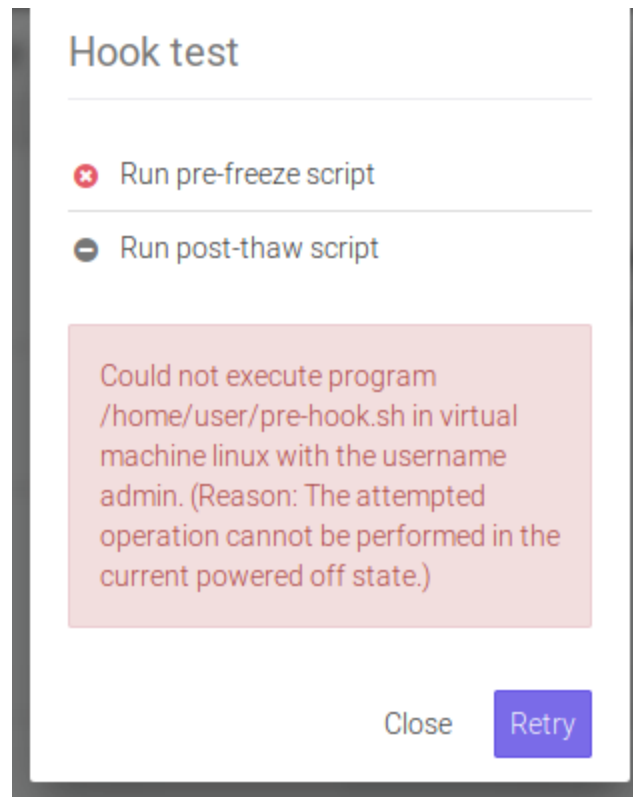 Hook test
Run pre-freeze script
Run post-thaw script
Could not execute program
/home/user/pre-hook.sh in virtual
machine linux with the username
admin. (Reason: The attempted
operation cannot be performed in the
current powered off state.)
Close
Retry